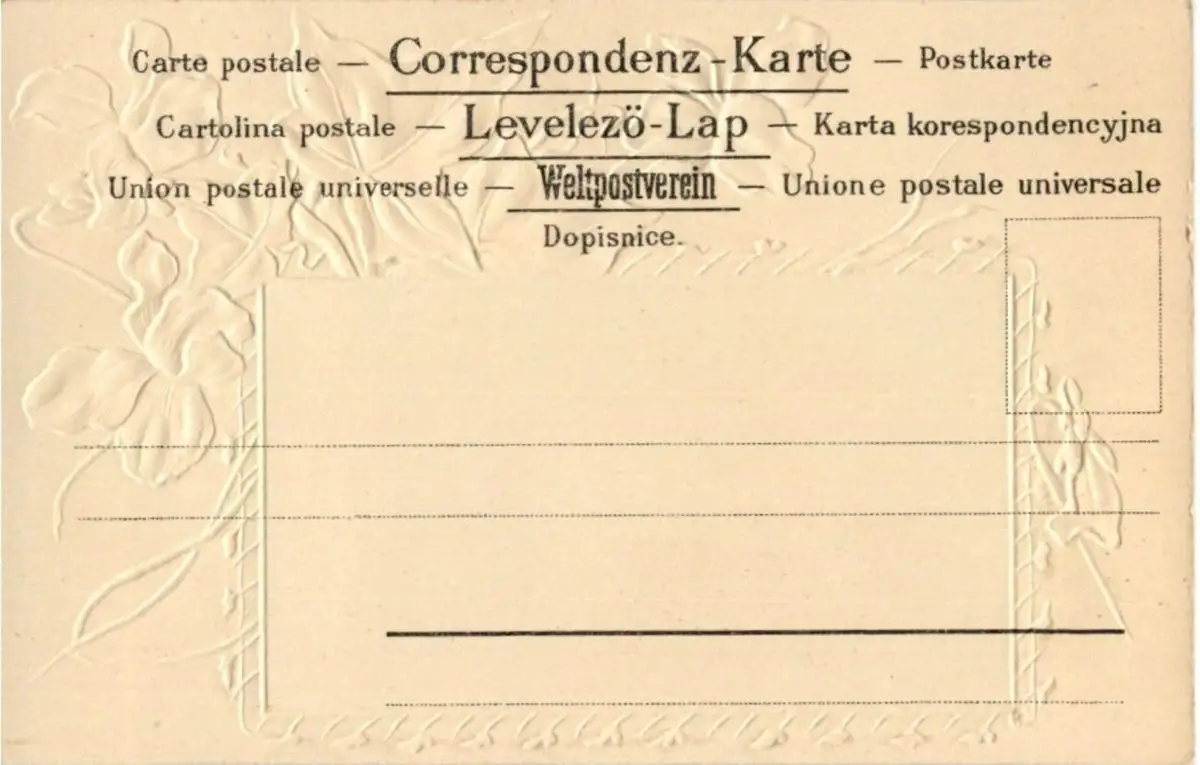 Carte postale — Correspondenz-Karte — Postkarte
Cartolina postale — Levelezö-Lap — Karta korespondencyjna
Union postale universelle — Weltpostverein — Unione postale universale
Dopisnice.